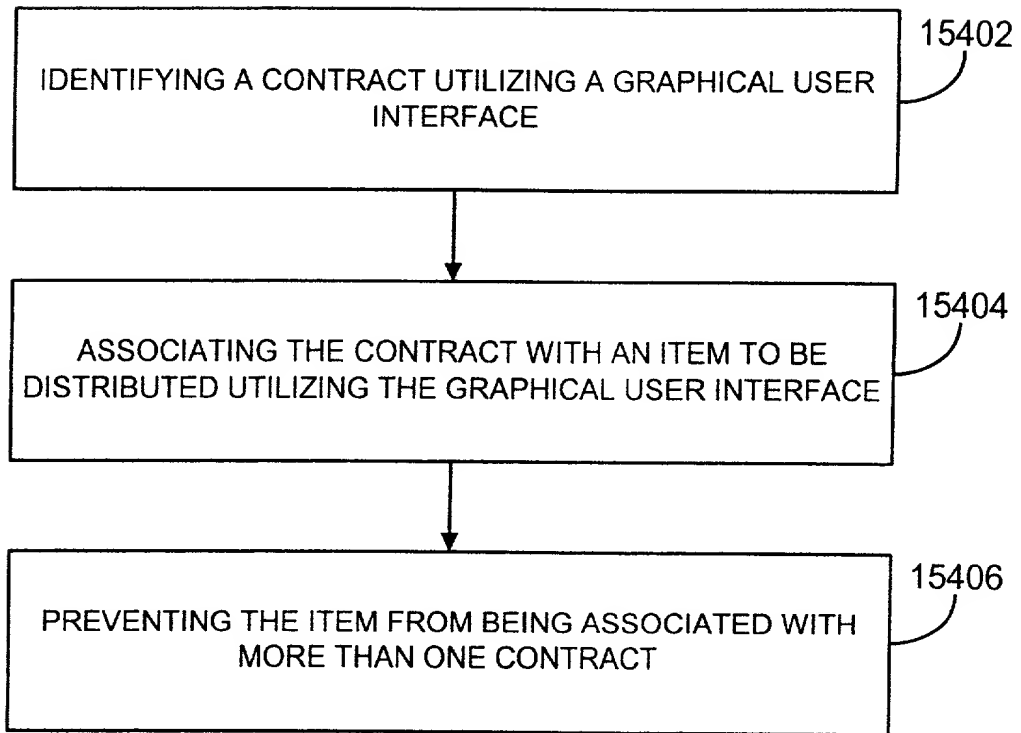 15402
IDENTIFYING A CONTRACT UTILIZING A GRAPHICAL USER
INTERFACE
15404
ASSOCIATING THE CONTRACT WITH AN ITEM TO BE
DISTRIBUTED UTILIZING THE GRAPHICAL USER INTERFACE
15406
PREVENTING THE ITEM FROM BEING ASSOCIATED WITH
MORE THAN ONE CONTRACT